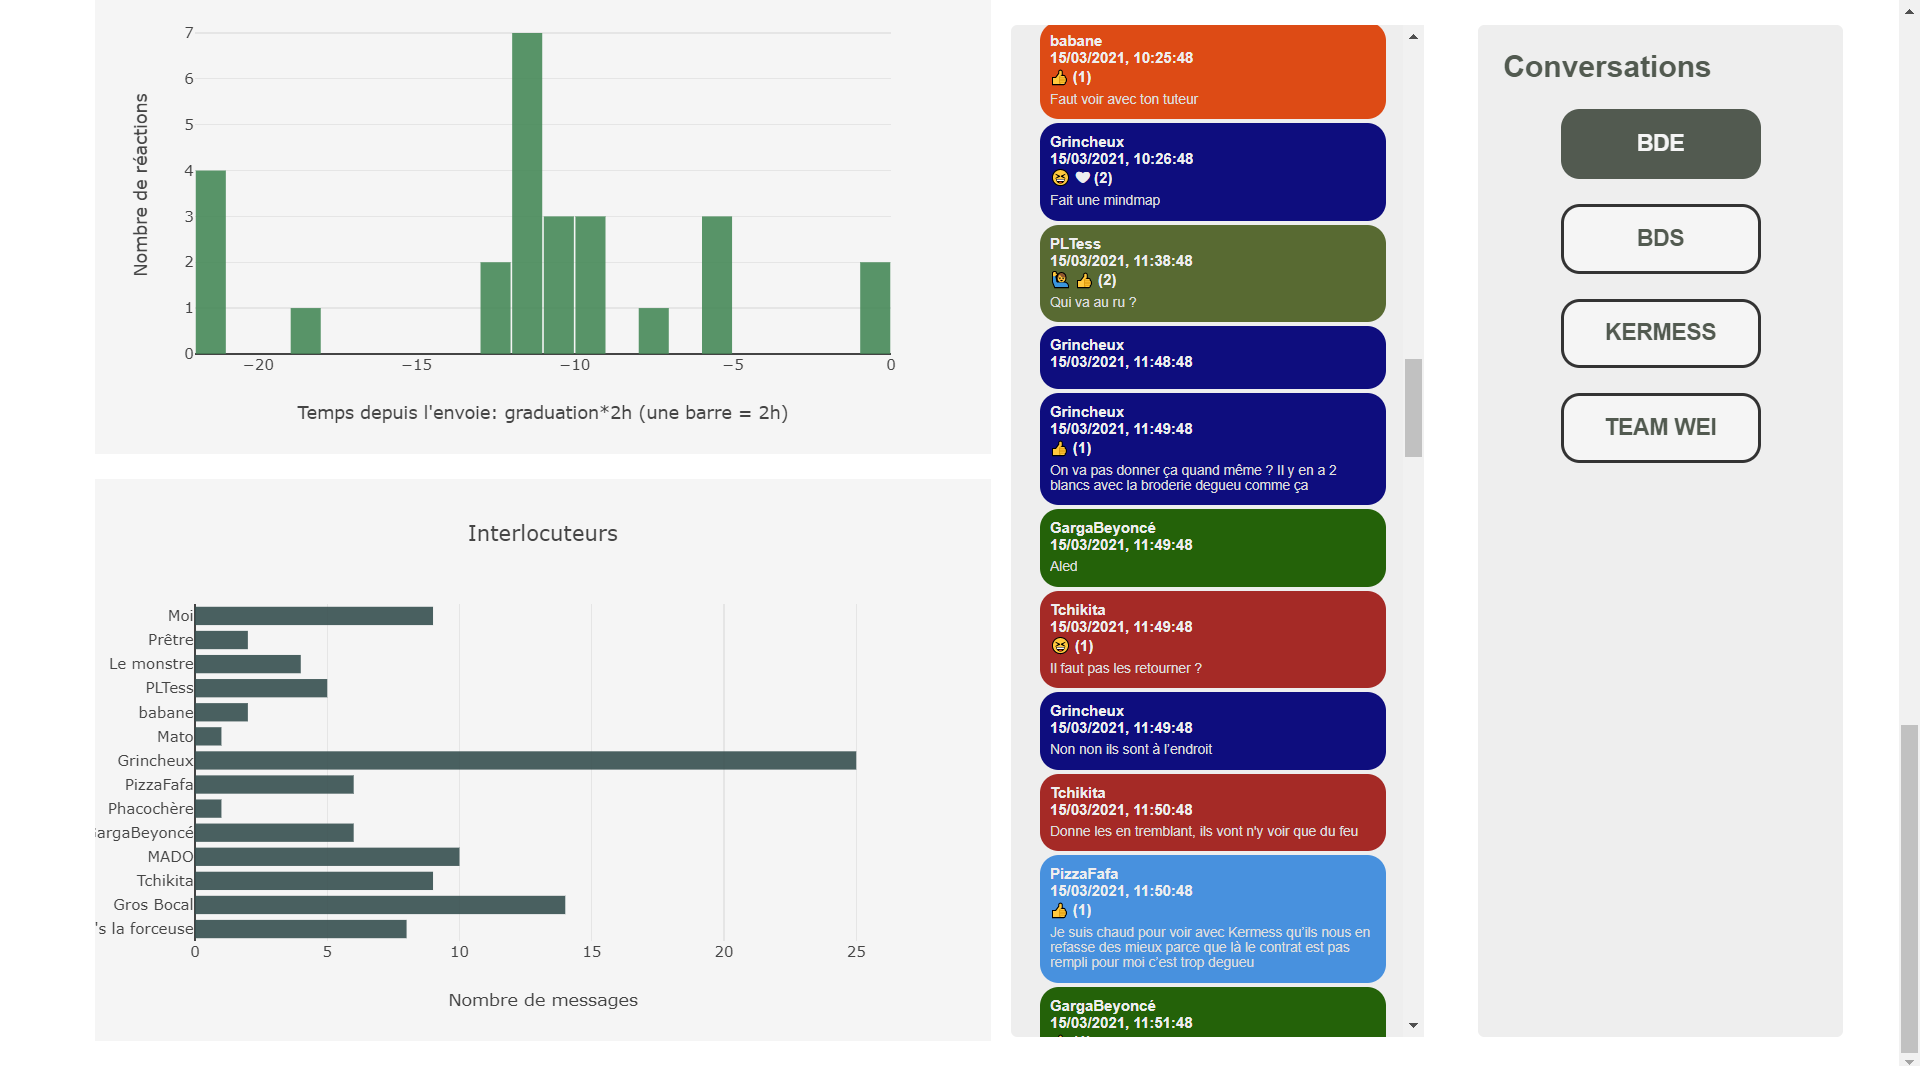 7
6
5
4
3
2
1
0
Nombre de réactions
−20
−15
−10
−5
0
Temps depuis l'envoie: graduation*2h (une barre = 2h)
Interlocuteurs
Moi
Prêtre
Le monstre
PLTess
babane
Mato
Grincheux
PizzaFafa
Phacochère
argaBeyoncé
MADO
Tchikita
Gros Bocal
's la forceuse
0
5
10
15
20
25
Nombre de messages
babane
15/03/2021, 10:25:48
👍 (1)
Faut voir avec ton tuteur
Grincheux
15/03/2021, 10:26:48
😆 ❤ (2)
Fait une mindmap
PLTess
15/03/2021, 11:38:48
🙋 👍 (2)
Qui va au ru ?
Grincheux
15/03/2021, 11:48:48
Grincheux
15/03/2021, 11:49:48
👍 (1)
On va pas donner ça quand même ? Il y en a 2
blancs avec la broderie degueu comme ça
GargaBeyoncé
15/03/2021, 11:49:48
Aled
Tchikita
15/03/2021, 11:49:48
😆 (1)
Il faut pas les retourner ?
Grincheux
15/03/2021, 11:49:48
Non non ils sont à l'endroit
Tchikita
15/03/2021, 11:50:48
Donne les en tremblant, ils vont n'y voir que du feu
PizzaFafa
15/03/2021, 11:50:48
👍 (1)
Je suis chaud pour voir avec Kermess qu'ils nous en
refasse des mieux parce que là le contrat est pas
rempli pour moi c'est trop degueu
GargaBeyoncé
15/03/2021, 11:51:48
Conversations
BDE
BDS
KERMESS
TEAM WEI